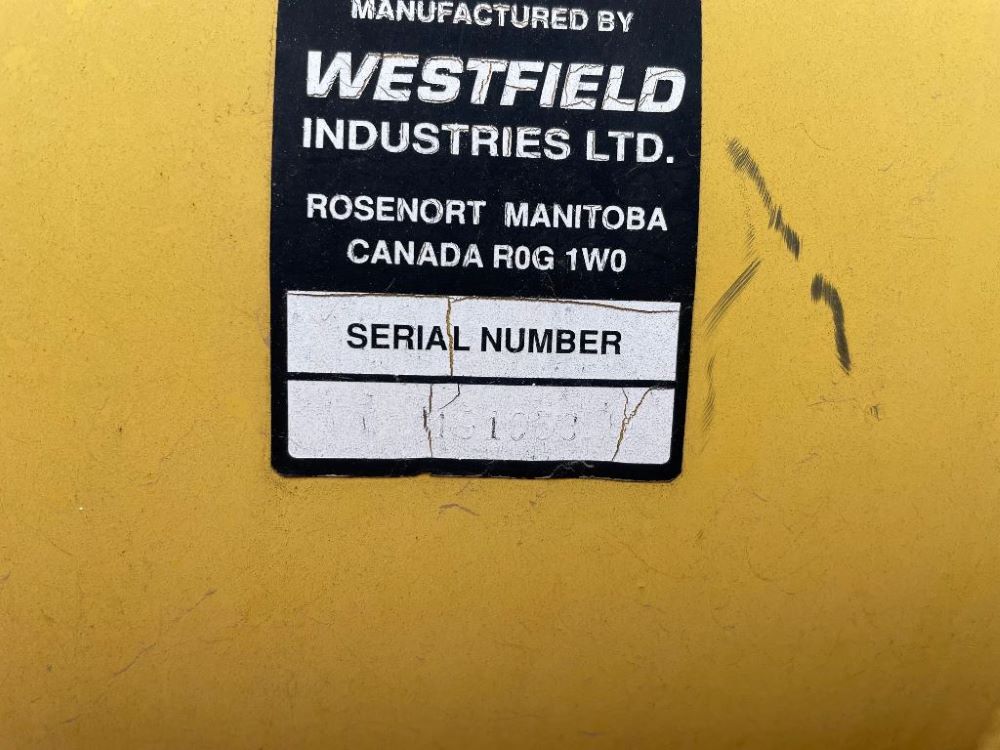 MANUFACTURED BY
WESTFIELD
INDUSTRIES LTD.
ROSENORT MANITOBA
CANADA R0G 1W0
SERIAL NUMBER